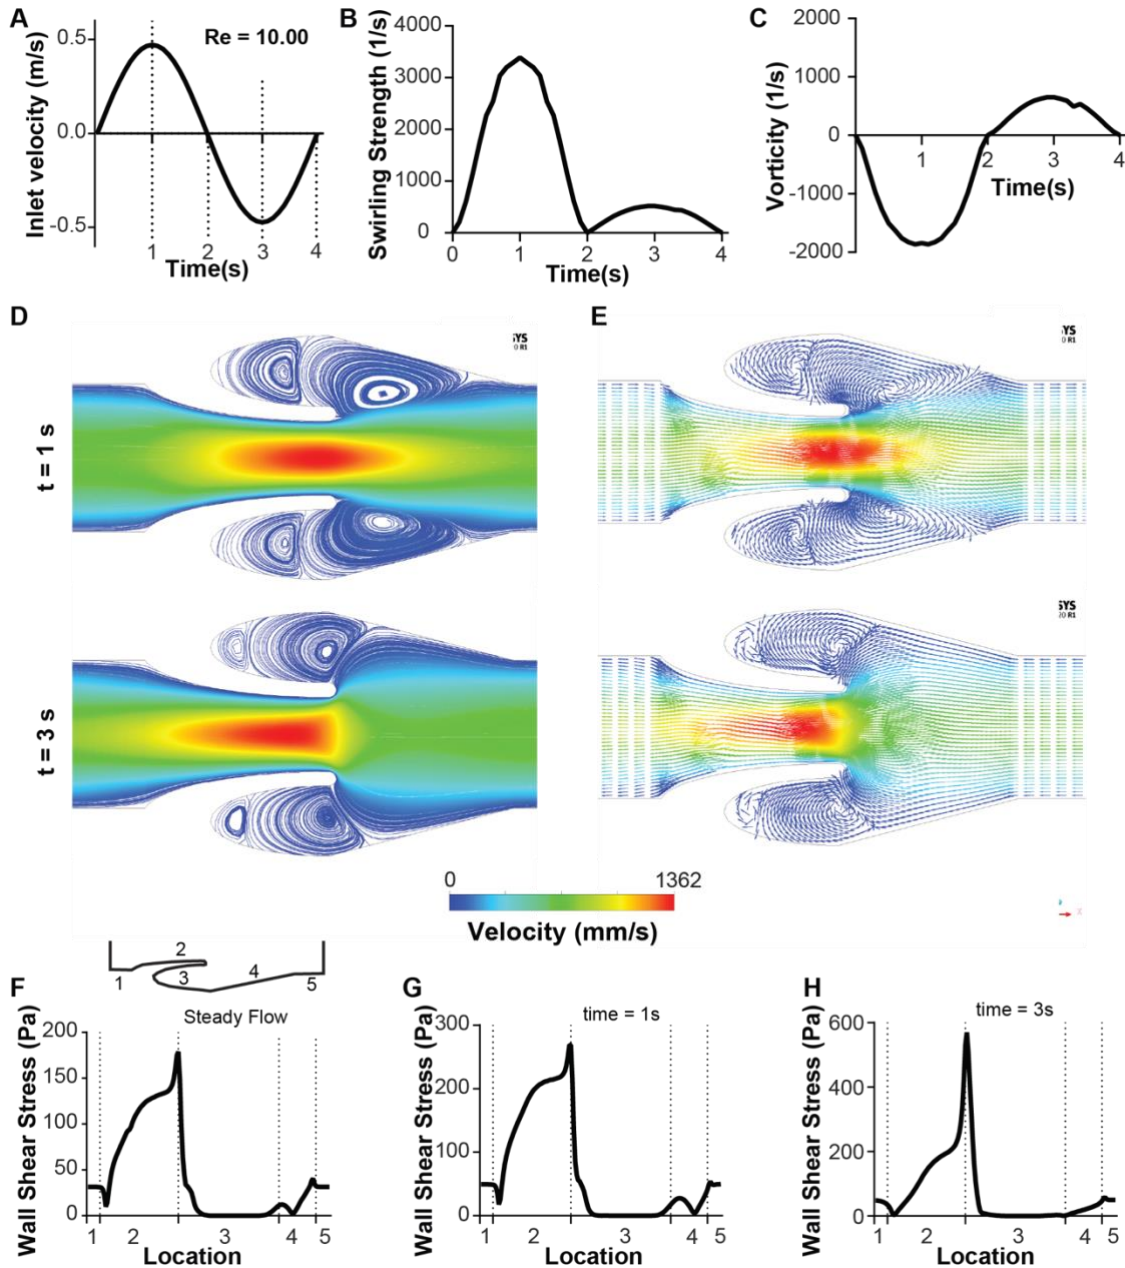 A
Inlet velocity (m/s)
0.5
0.0
-0.5
Re = 10.00
1 2 3 4
Time(s)
B
Swirling Strength (1/s)
4000
3000
2000
1000
0
0 1 2 3 4
Time(s)
C
Vorticity (1/s)
2000
1000
0
-1000
-2000
1 2 3 4
Time(s)
D
t = 1 s
t = 3 s
E
SYS
R1
SYS
R1
0 1362
Velocity (mm/s)
1 2 3 4 5
F
Wall Shear Stress (Pa)
Steady Flow
200
150
100
50
0
1 2 3 4 5
Location
G
Wall Shear Stress (Pa)
time = 1s
300
200
100
0
1 2 3 4 5
Location
H
Wall Shear Stress (Pa)
time = 3s
600
400
200
0
1 2 3 4 5
Location